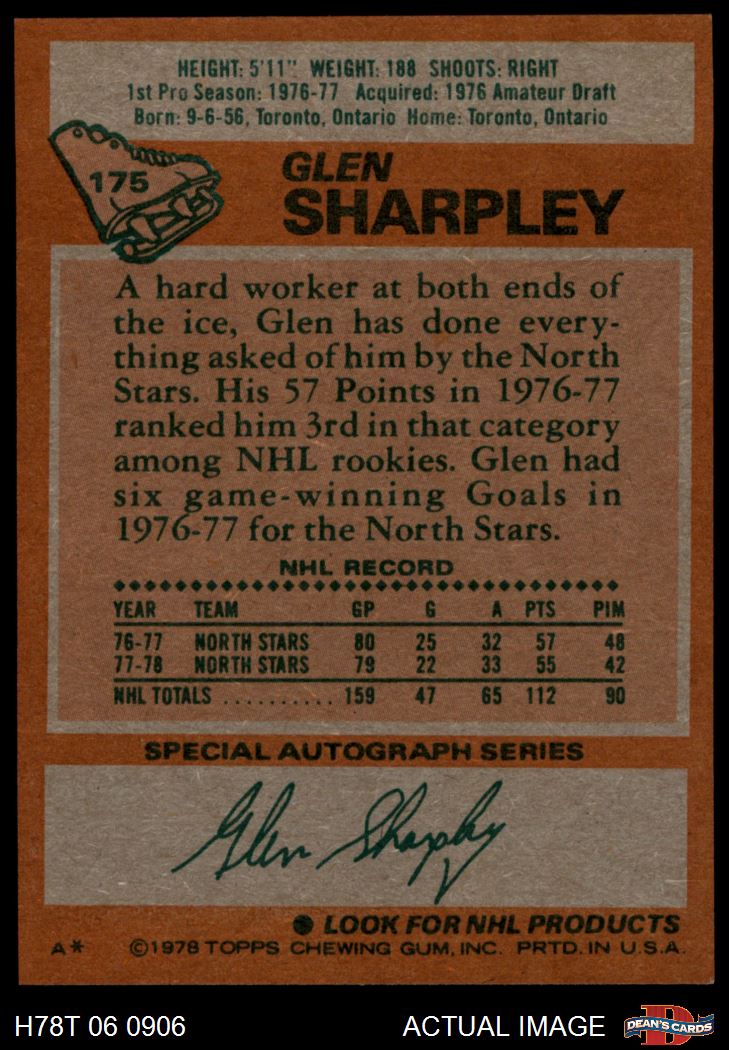 HEIGHT: 5'11" WEIGHT: 188 SHOOTS: RIGHT
1st Pro Season: 1976-77 Acquired: 1976 Amateur Draft
Born: 9-6-56, Toronto, Ontario Home: Toronto, Ontario
175
GLEN
SHARPLEY
A hard worker at both ends of
the ice, Glen has done every-
thing asked of him by the North
Stars. His 57 Points in 1976-77
ranked him 3rd in that category
among NHL rookies. Glen had
six game-winning Goals in
1976-77 for the North Stars.
NHL RECORD
YEAR TEAM GP G A PTS PIM
76-77 NORTH STARS 80 25 32 57 48
77-78 NORTH STARS 79 22 33 55 42
NHL TOTALS .......... 159 47 65 112 90
SPECIAL AUTOGRAPH SERIES
Glen Sharpley
● LOOK FOR NHL PRODUCTS
A* ©1978 TOPPS CHEWING GUM, INC. PRTD. IN U.S.A.
H78T 06 0906 ACTUAL IMAGE D DEAN'S CARDS